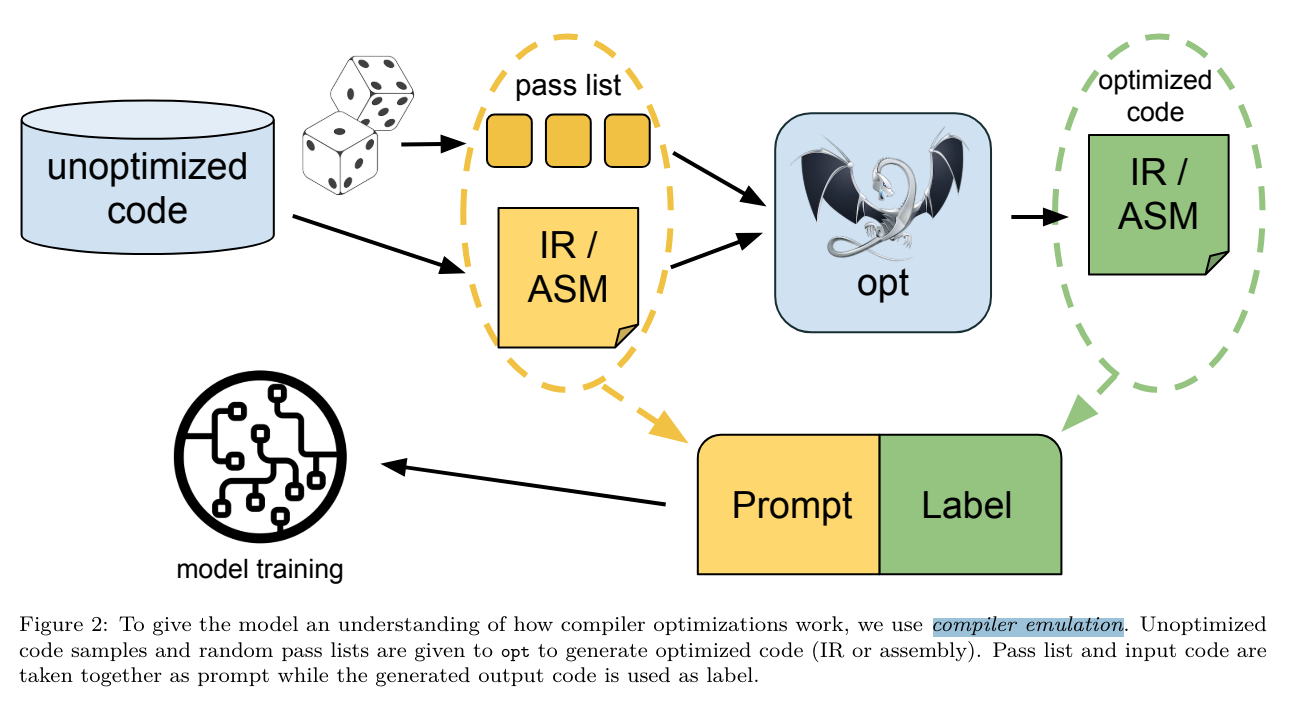 unoptimized
code
pass list
IR /
ASM
opt
optimized
code
IR /
ASM
Prompt
Label
model training
Figure 2: To give the model an understanding of how compiler optimizations work, we use compiler emulation. Unoptimized
code samples and random pass lists are given to opt to generate optimized code (IR or assembly). Pass list and input code are
taken together as prompt while the generated output code is used as label.